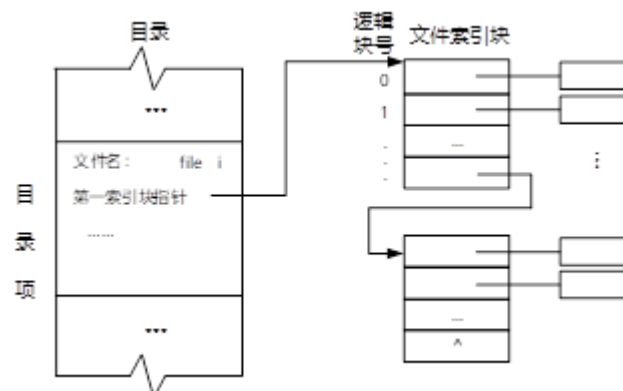 目录
•••
文件名： file i
第一索引块指针
……
目
录
项
•••
逻辑
块号
文件索引块
0
1
.
.
.
...
⋮
...
^